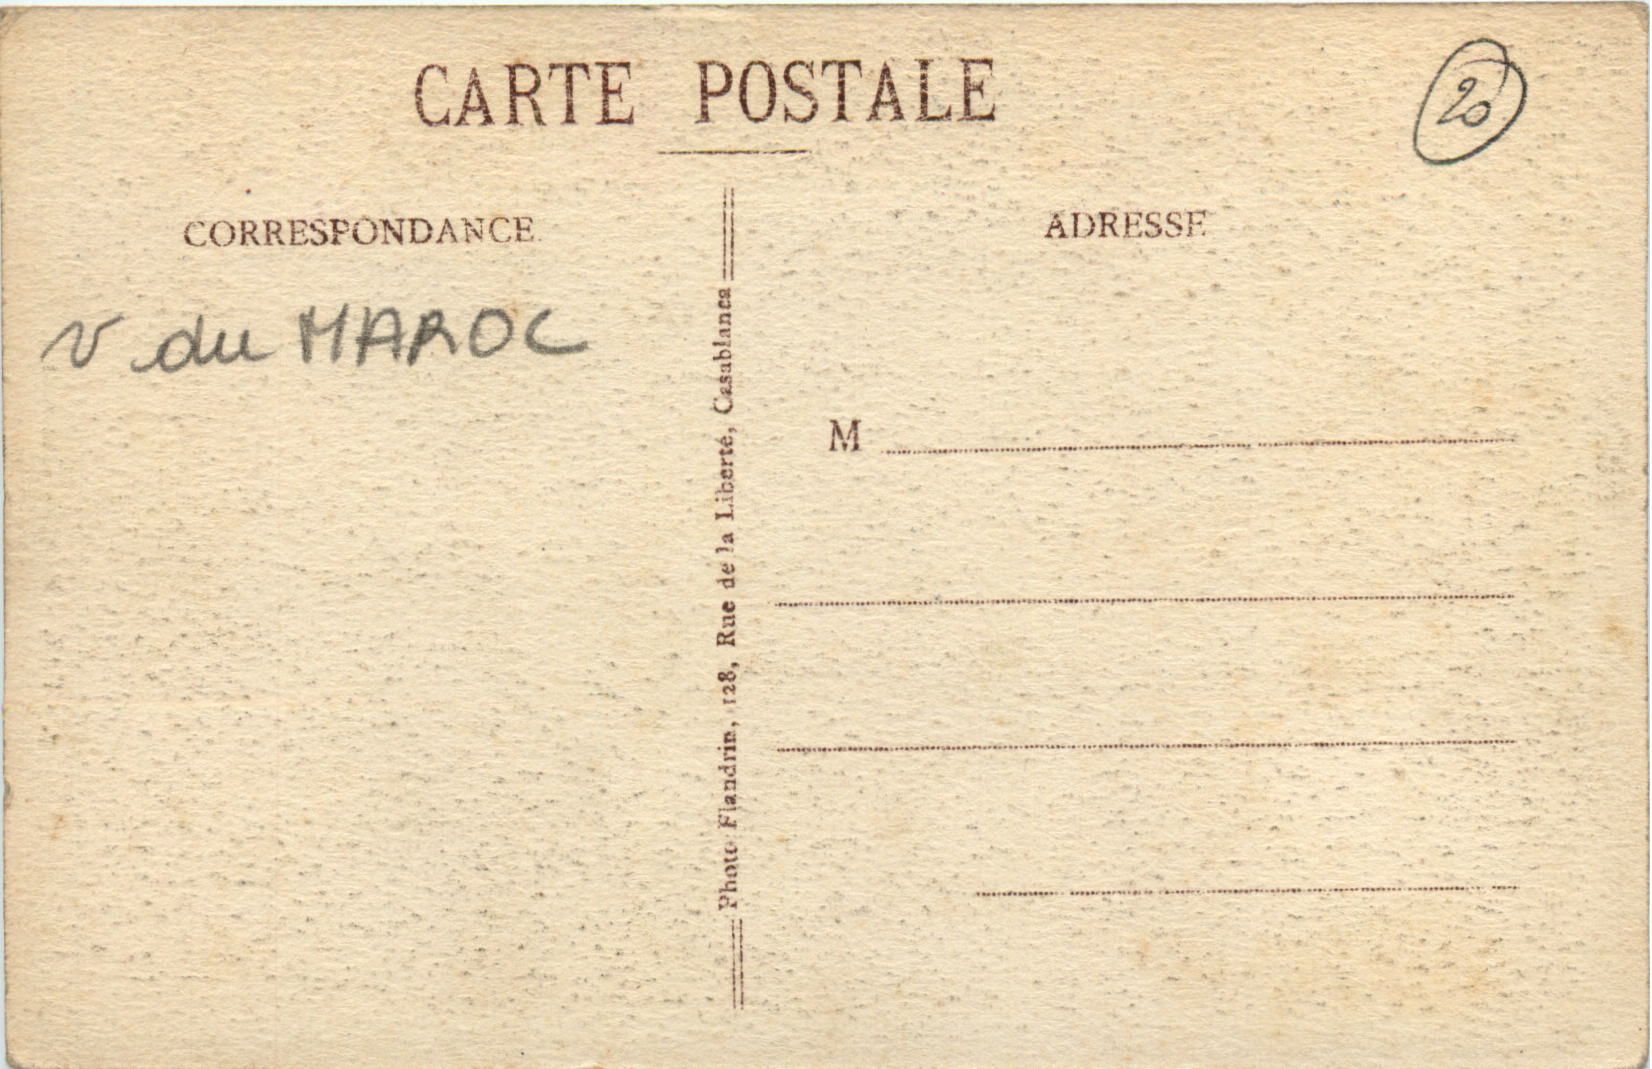 CARTE POSTALE
20
CORRESPONDANCE
ADRESSE
v du MAROC
M
Photo Flandrin, 128, Rue de la Liberté, Casablanca